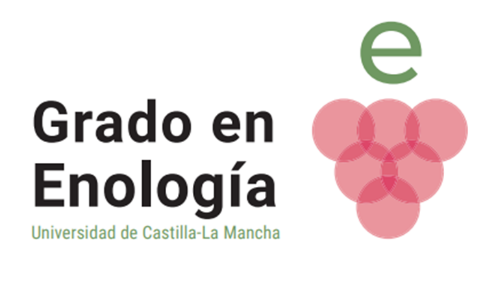 e
Grado en
Enología
Universidad de Castilla-La Mancha